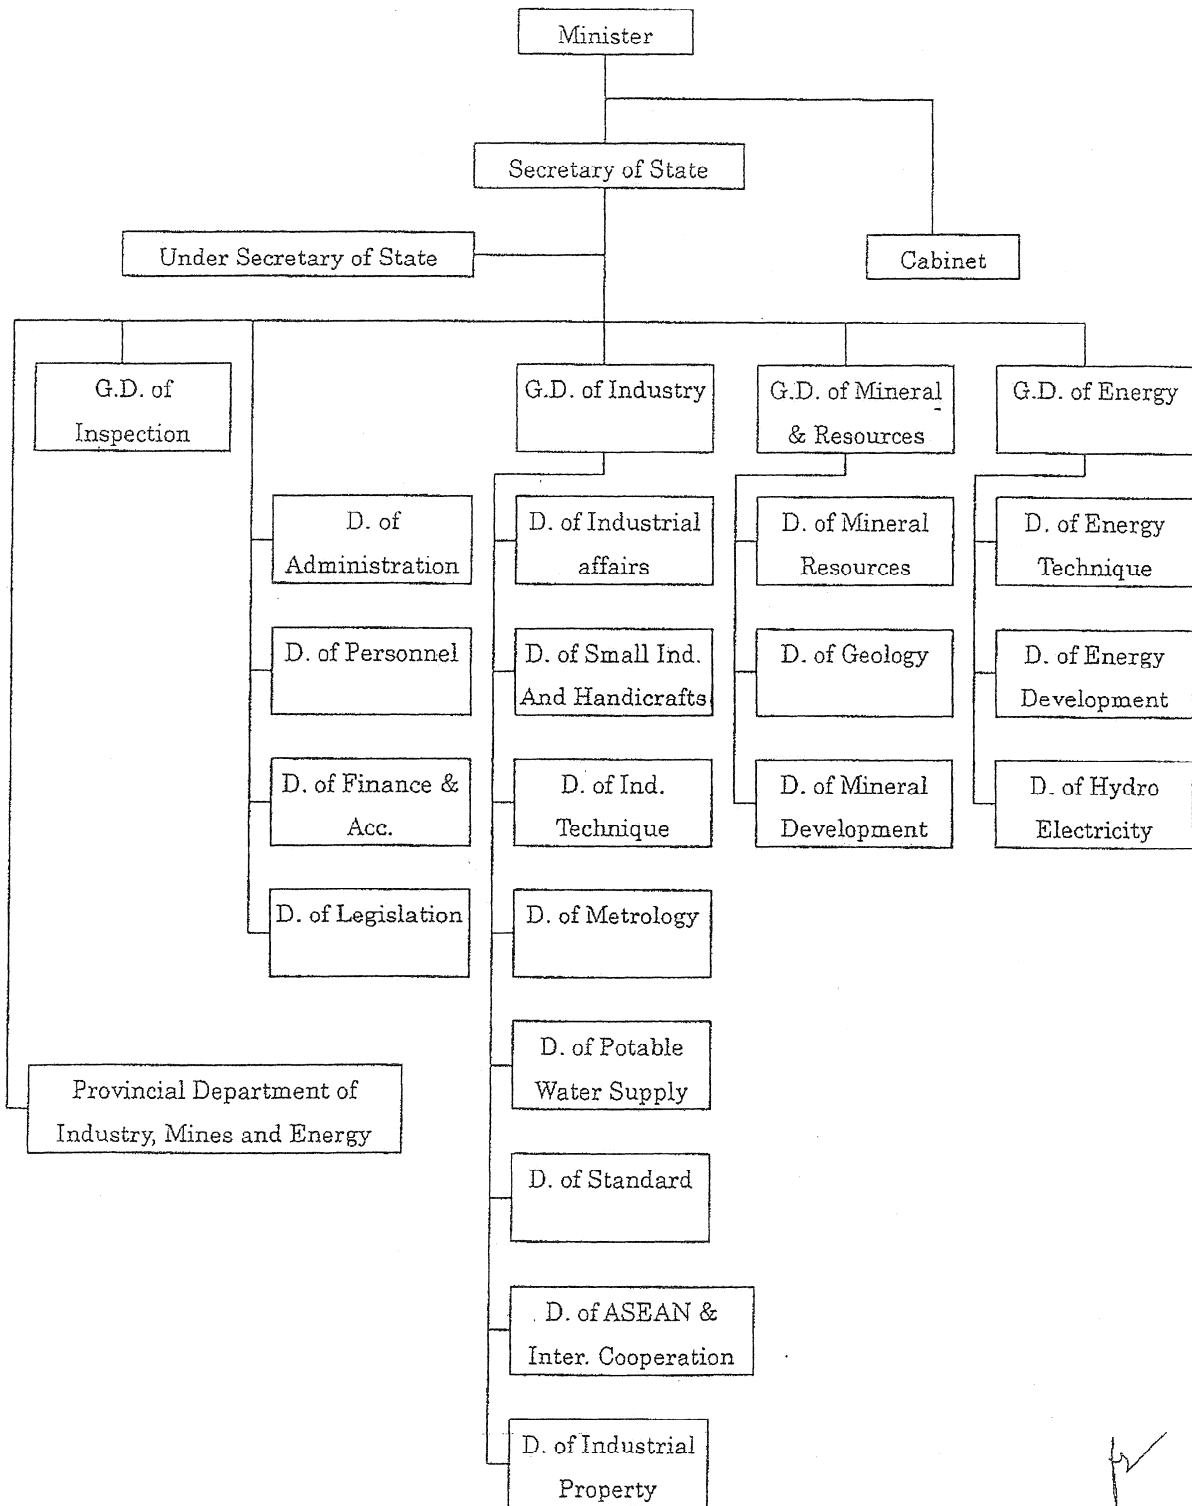 Minister
Secretary of State
Under Secretary of State
Cabinet
G.D. of
Inspection
G.D. of Industry
G.D. of Mineral
& Resources
G.D. of Energy
D. of
Administration
D. of Personnel
D. of Finance &
Acc.
D. of Legislation
Provincial Department of
Industry, Mines and Energy
D. of Industrial
affairs
D. of Small Ind.
And Handicrafts
D. of Ind.
Technique
D. of Metrology
D. of Potable
Water Supply
D. of Standard
D. of ASEAN &
Inter. Cooperation
D. of Industrial
Property
D. of Mineral
Resources
D. of Geology
D. of Mineral
Development
D. of Energy
Technique
D. of Energy
Development
D. of Hydro
Electricity